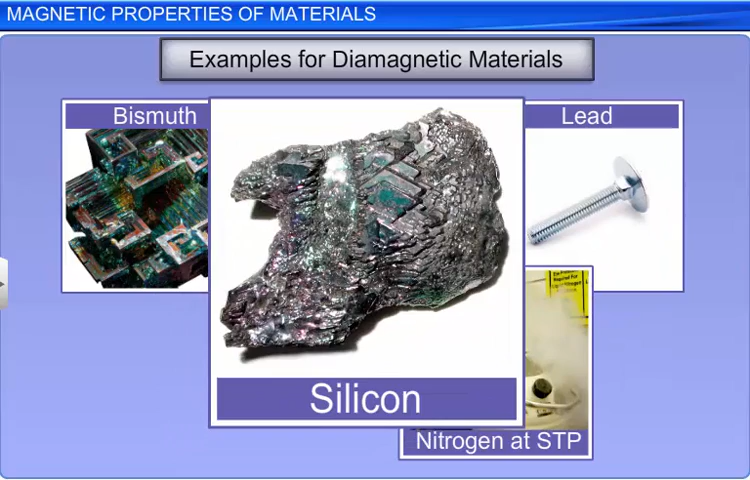 MAGNETIC PROPERTIES OF MATERIALS
Examples for Diamagnetic Materials
Bismuth
Lead
Silicon
Nitrogen at STP